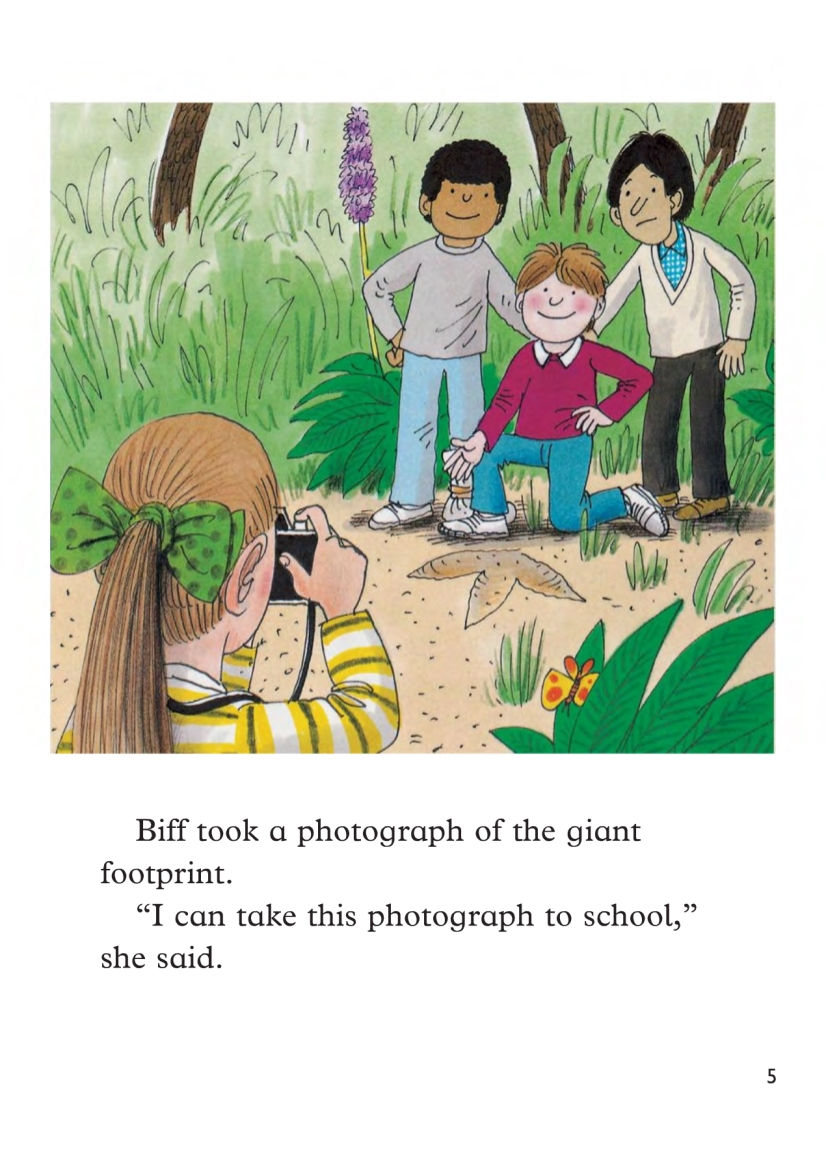 Biff took a photograph of the giant
footprint.
“I can take this photograph to school,”
she said.
5